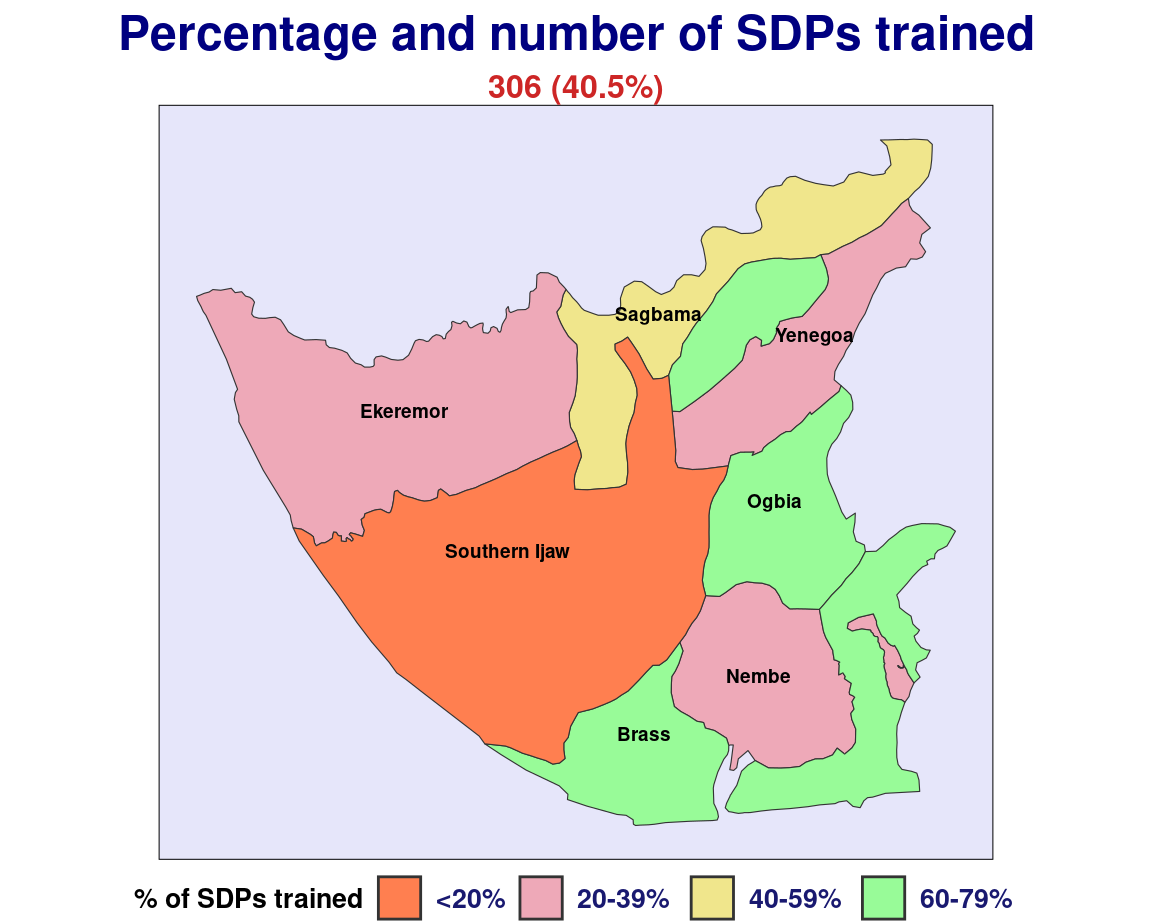 Percentage and number of SDPs trained
306 (40.5%)
Sagbama
Yenegoa
Ekeremor
Ogbia
Southern Ijaw
Nembe
Brass
% of SDPs trained <20% 20-39% 40-59% 60-79%